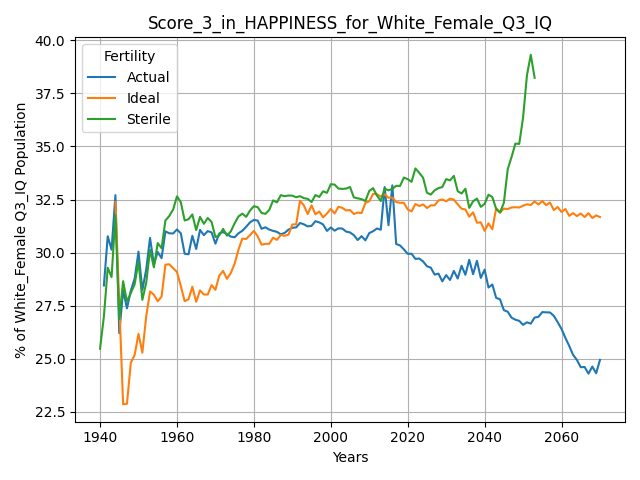 Score_3_in_HAPPINESS_for_White_Female_Q3_IQ
% of White_Female Q3_IQ Population
40.0
37.5
35.0
32.5
30.0
27.5
25.0
22.5
Fertility
Actual
Ideal
Sterile
1940 1960 1980 2000 2020 2040 2060
Years